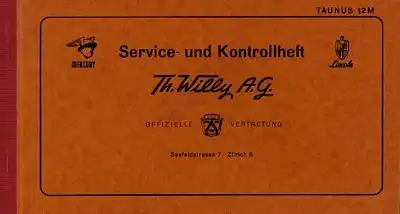 TAUNUS 12M
Service- und Kontrollheft
MERCURY
Lincoln
Th. Willy A.G.
OFFIZIELLE VERTRETUNG
Seefeldstrasse 7 Zürich 8